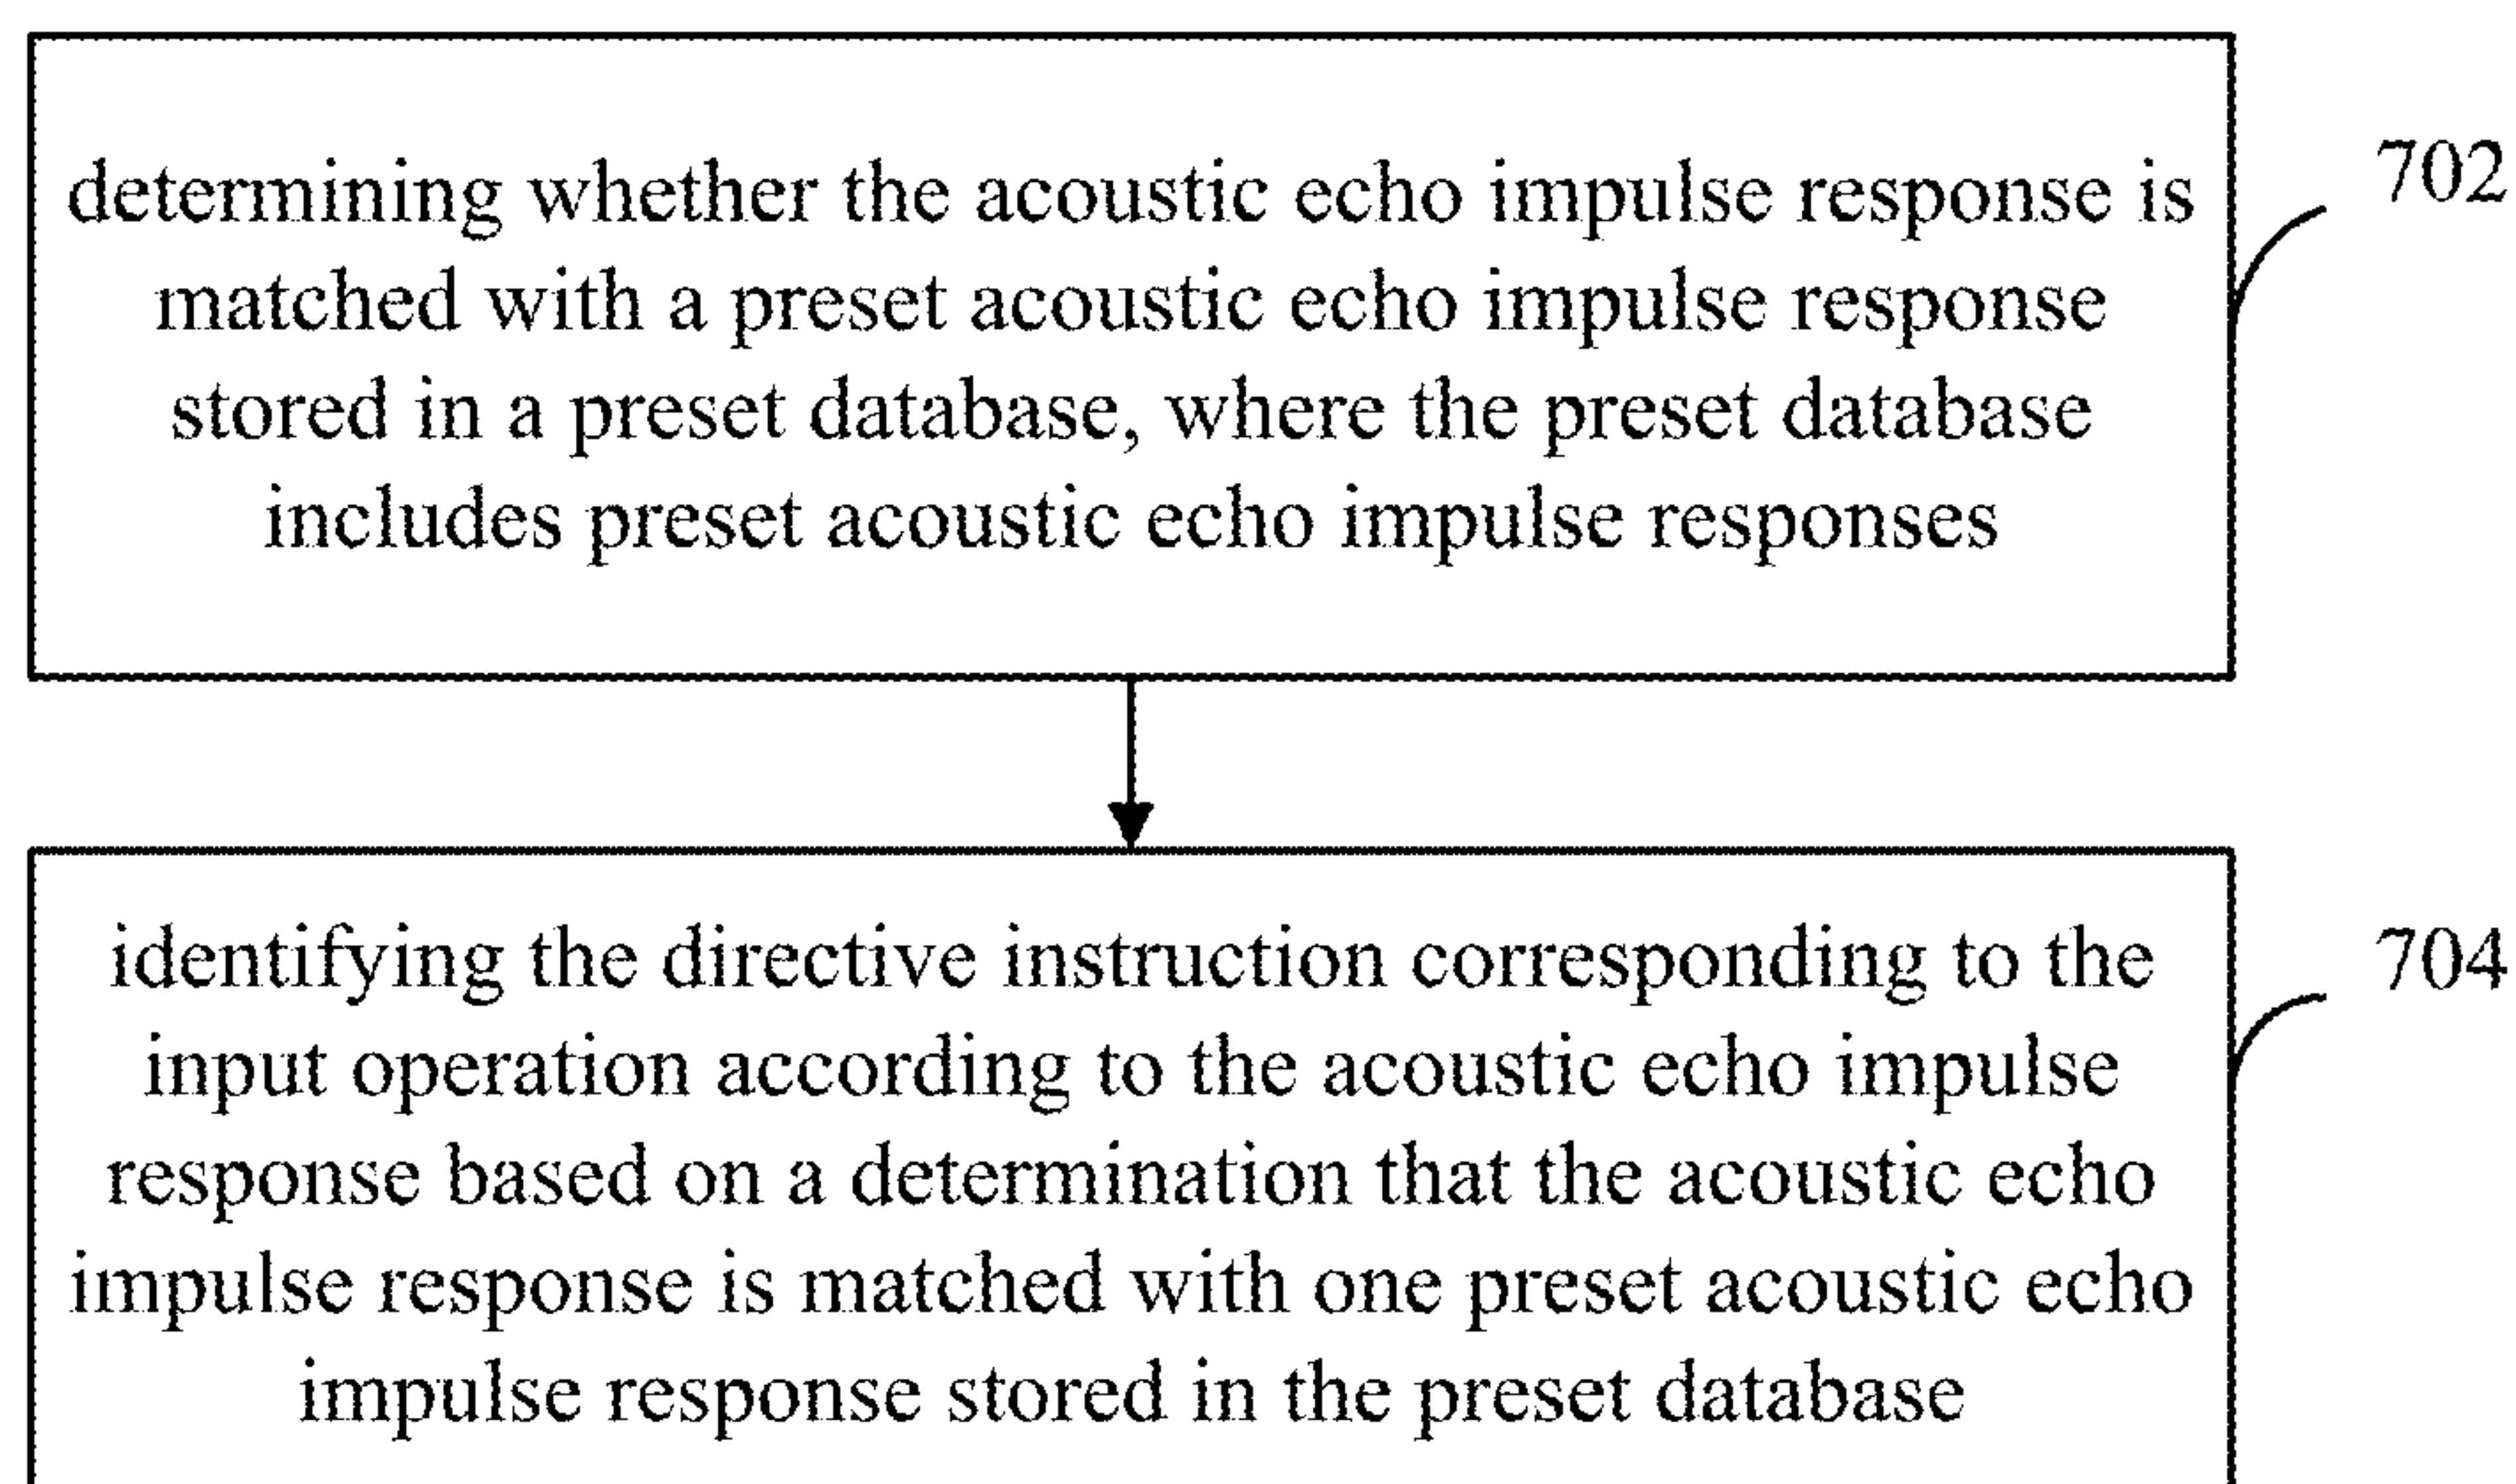 determining whether the acoustic echo impulse response is
matched with a preset acoustic echo impulse response
stored in a preset database, where the preset database
includes preset acoustic echo impulse responses
702
identifying the directive instruction corresponding to the
input operation according to the acoustic echo impulse
response based on a determination that the acoustic echo
impulse response is matched with one preset acoustic echo
impulse response stored in the preset database
704